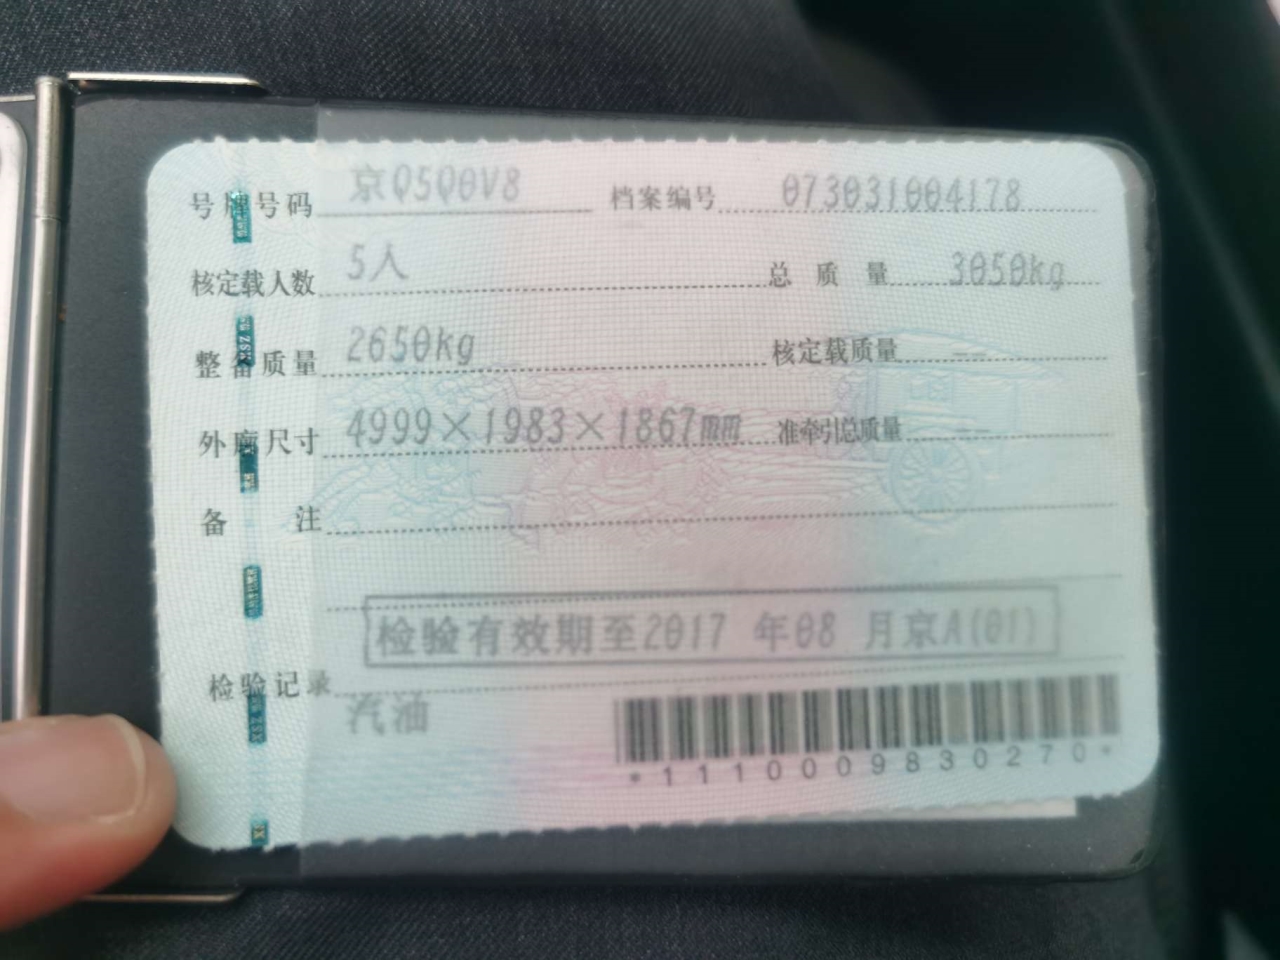 号牌号码 京Q5Q0V8 档案编号 073031004178
核定载人数 5人 总质量 3050kg
整备质量 2650kg 核定载质量 --
外廓尺寸 4999×1983×1867mm 准牵引总质量 --
备注
检验有效期至2017 年08 月京A(01)
检验记录
汽油
*1110009830270*